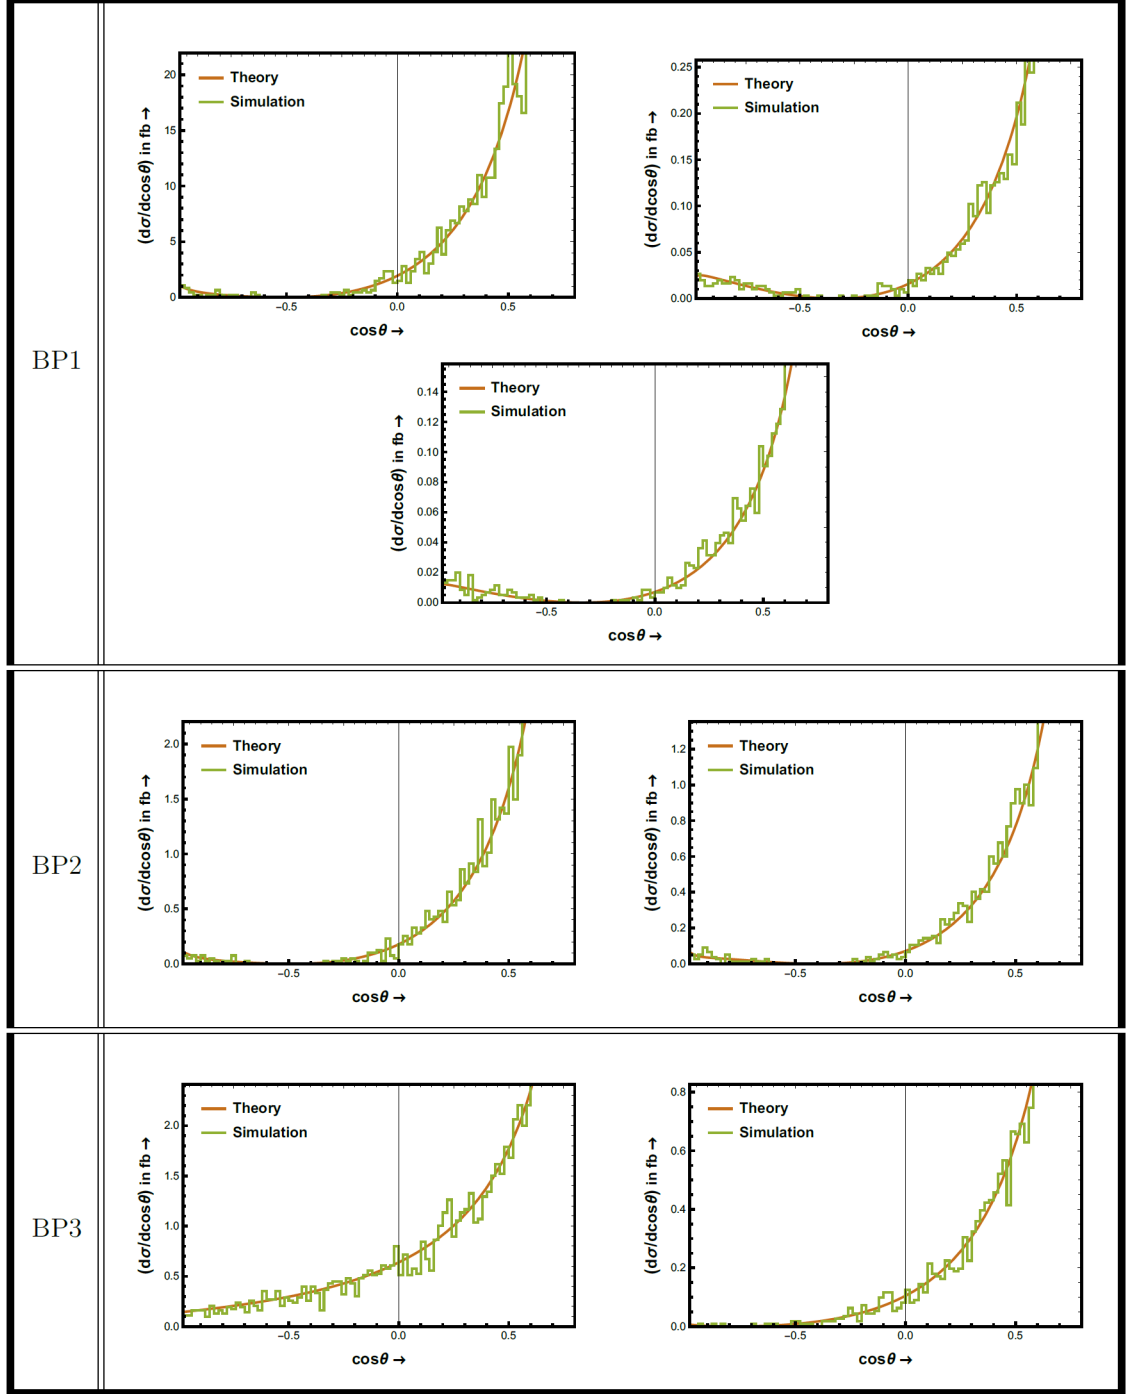 BP1
Theory
Simulation
(dσ/dcosθ) in fb →
20
15
10
5
0
−0.5
0.0
0.5
cosθ →
Theory
Simulation
(dσ/dcosθ) in fb →
0.25
0.20
0.15
0.10
0.05
0.00
−0.5
0.0
0.5
cosθ →
Theory
Simulation
(dσ/dcosθ) in fb →
0.14
0.12
0.10
0.08
0.06
0.04
0.02
0.00
−0.5
0.0
0.5
cosθ →
BP2
Theory
Simulation
(dσ/dcosθ) in fb →
2.0
1.5
1.0
0.5
0.0
−0.5
0.0
0.5
cosθ →
Theory
Simulation
(dσ/dcosθ) in fb →
1.2
1.0
0.8
0.6
0.4
0.2
0.0
−0.5
0.0
0.5
cosθ →
BP3
Theory
Simulation
(dσ/dcosθ) in fb →
2.0
1.5
1.0
0.5
0.0
−0.5
0.0
0.5
cosθ →
Theory
Simulation
(dσ/dcosθ) in fb →
0.8
0.6
0.4
0.2
0.0
−0.5
0.0
0.5
cosθ →